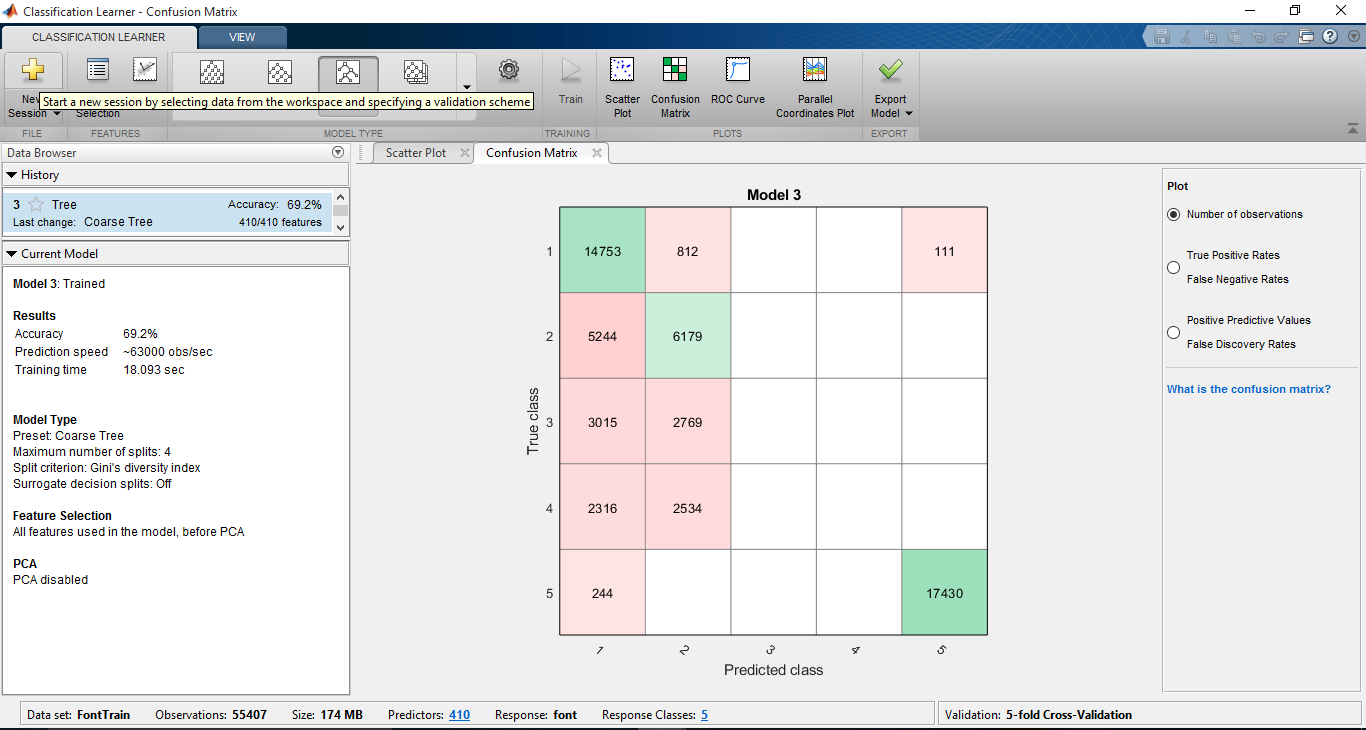 Classification Learner - Confusion Matrix
CLASSIFICATION LEARNER
VIEW
New
Session
Start a new session by selecting data from the workspace and specifying a validation scheme
Selection
Train
Scatter
Plot
Confusion
Matrix
ROC Curve
Parallel
Coordinates Plot
Export
Model
FILE
FEATURES
MODEL TYPE
TRAINING
PLOTS
EXPORT
Data Browser
History
3 Tree Accuracy: 69.2%
Last change: Coarse Tree 410/410 features
Current Model
Model 3: Trained
Results
Accuracy 69.2%
Prediction speed ~63000 obs/sec
Training time 18.093 sec
Model Type
Preset: Coarse Tree
Maximum number of splits: 4
Split criterion: Gini's diversity index
Surrogate decision splits: Off
Feature Selection
All features used in the model, before PCA
PCA
PCA disabled
Scatter Plot
Confusion Matrix
Model 3
True class
1 14753 812 111
2 5244 6179
3 3015 2769
4 2316 2534
5 244 17430
1 2 3 4 5
Predicted class
Plot
Number of observations
True Positive Rates
False Negative Rates
Positive Predictive Values
False Discovery Rates
What is the confusion matrix?
Data set: FontTrain Observations: 55407 Size: 174 MB Predictors: 410 Response: font Response Classes: 5
Validation: 5-fold Cross-Validation